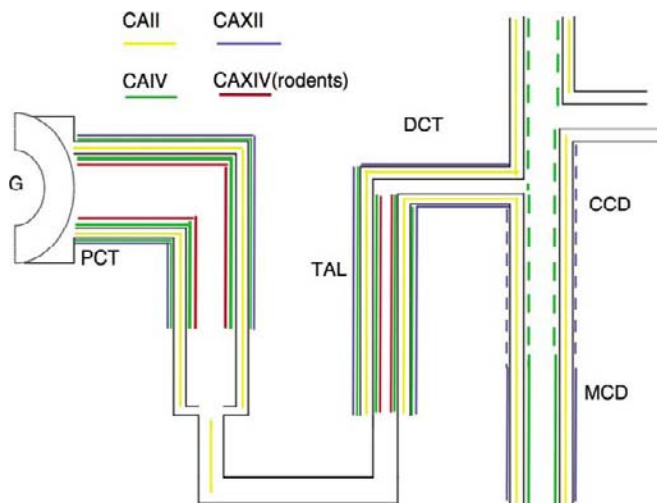 CAII CAXII
CAIV CAXIV(rodents)
DCT
G
CCD
PCT
TAL
MCD